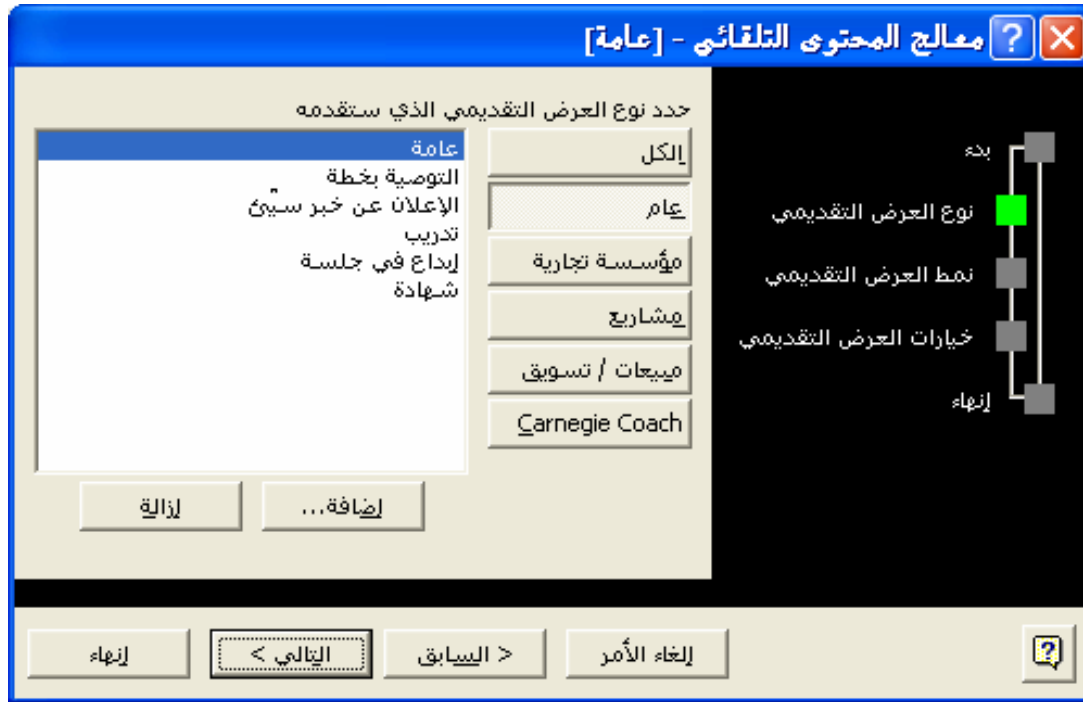 معالج المحتوى التلقائي - [عامة]
بدء
نوع العرض التقديمي
نمط العرض التقديمي
خيارات العرض التقديمي
إنهاء
حدد نوع العرض التقديمي الذي ستقدمه
الكل
عام
مؤسسة تجارية
مشاريع
مبيعات / تسويق
Carnegie Coach
عامة
التوصية بخطة
الإعلان عن خبر سيّئ
تدريب
إبداع في جلسة
شهادة
إضافة...
إزالة
إلغاء الأمر
< السابق
التالي >
إنهاء